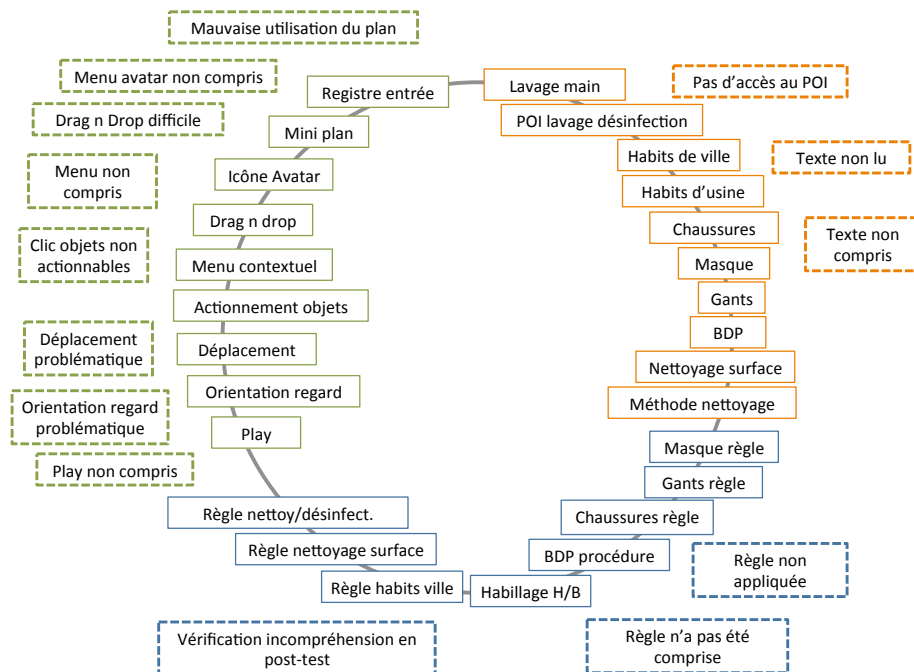 Mauvaise utilisation du plan
Menu avatar non compris
Drag n Drop difficile
Menu non
compris
Clic objets non
actionnables
Déplacement
problématique
Orientation regard
problématique
Play non compris
Registre entrée
Mini plan
Icône Avatar
Drag n drop
Menu contextuel
Actionnement objets
Déplacement
Orientation regard
Play
Lavage main
POI lavage désinfection
Habits de ville
Habits d'usine
Chaussures
Masque
Gants
BDP
Nettoyage surface
Méthode nettoyage
Pas d'accès au POI
Texte non lu
Texte non
compris
Masque règle
Gants règle
Chaussures règle
BDP procédure
Habillage H/B
Règle habits ville
Règle nettoyage surface
Règle nettoy/désinfect.
Règle non
appliquée
Règle n'a pas été
comprise
Vérification incompréhension en
post-test